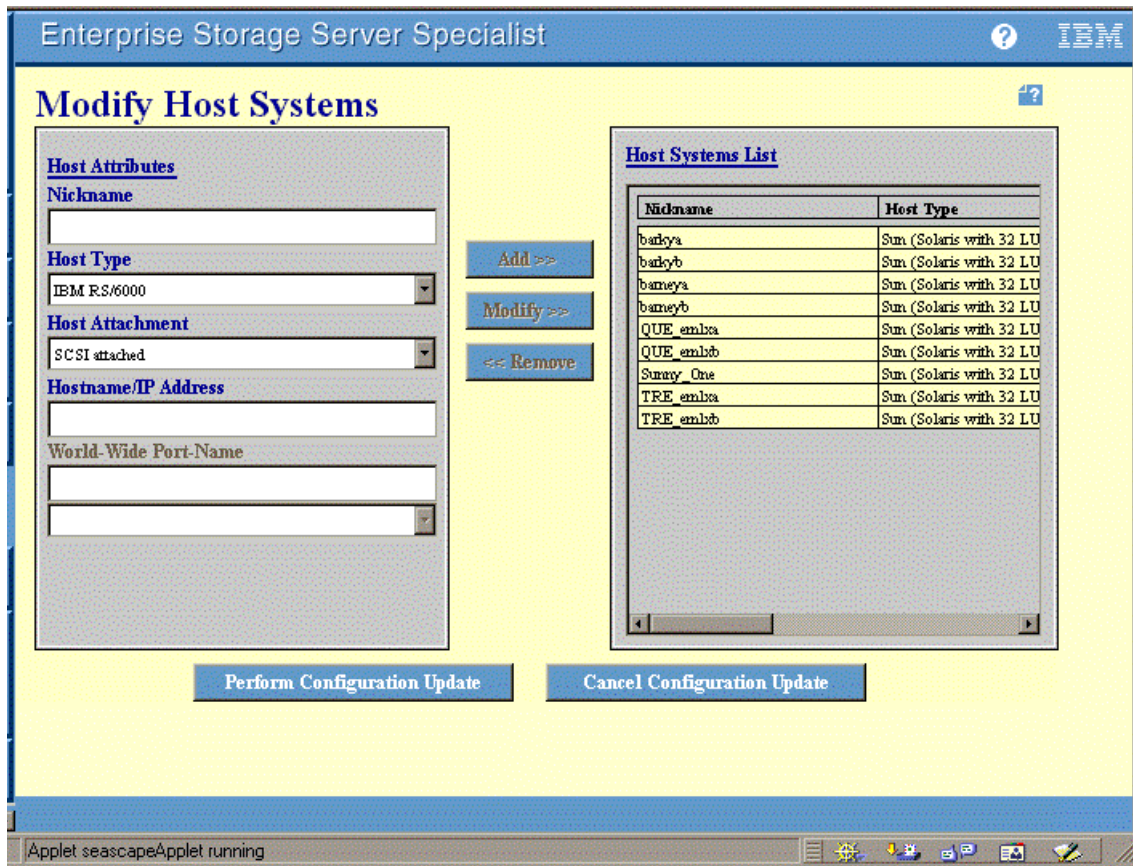 Enterprise Storage Server Specialist
? IBM
Modify Host Systems
?
Host Attributes
Nickname
Host Type
IBM RS/6000
Host Attachment
SCSI attached
Hostname/IP Address
World-Wide Port-Name
Add >>
Modify >>
<< Remove
Host Systems List
Nickname Host Type
barkya Sun (Solaris with 32 LU
barkyb Sun (Solaris with 32 LU
barneya Sun (Solaris with 32 LU
barneyb Sun (Solaris with 32 LU
QUE_emlxa Sun (Solaris with 32 LU
QUE_emlxb Sun (Solaris with 32 LU
Sunny_One Sun (Solaris with 32 LU
TRE_emlxa Sun (Solaris with 32 LU
TRE_emlxb Sun (Solaris with 32 LU
Perform Configuration Update
Cancel Configuration Update
Applet seascapeApplet running